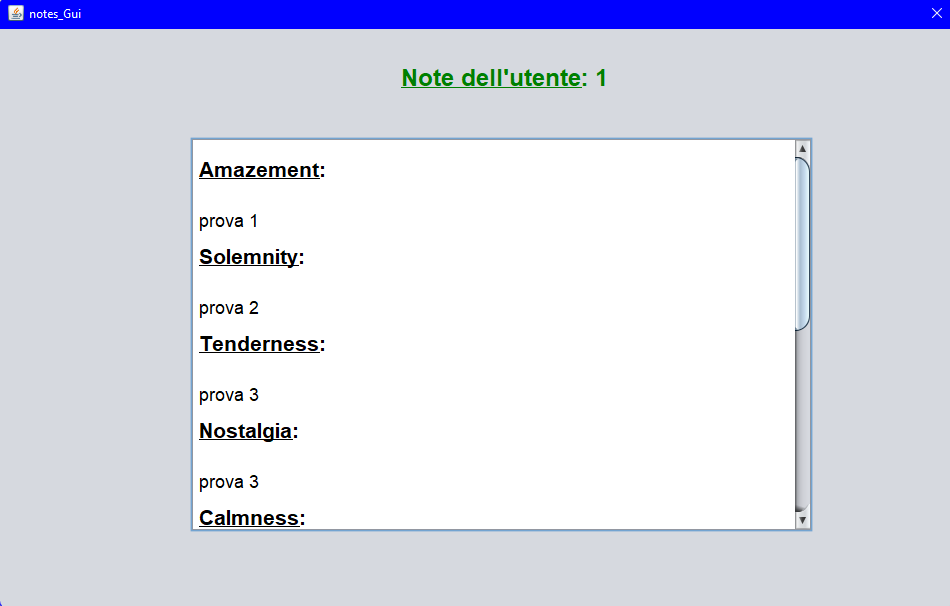 notes_Gui
Note dell'utente: 1
Amazement:
prova 1
Solemnity:
prova 2
Tenderness:
prova 3
Nostalgia:
prova 3
Calmness: